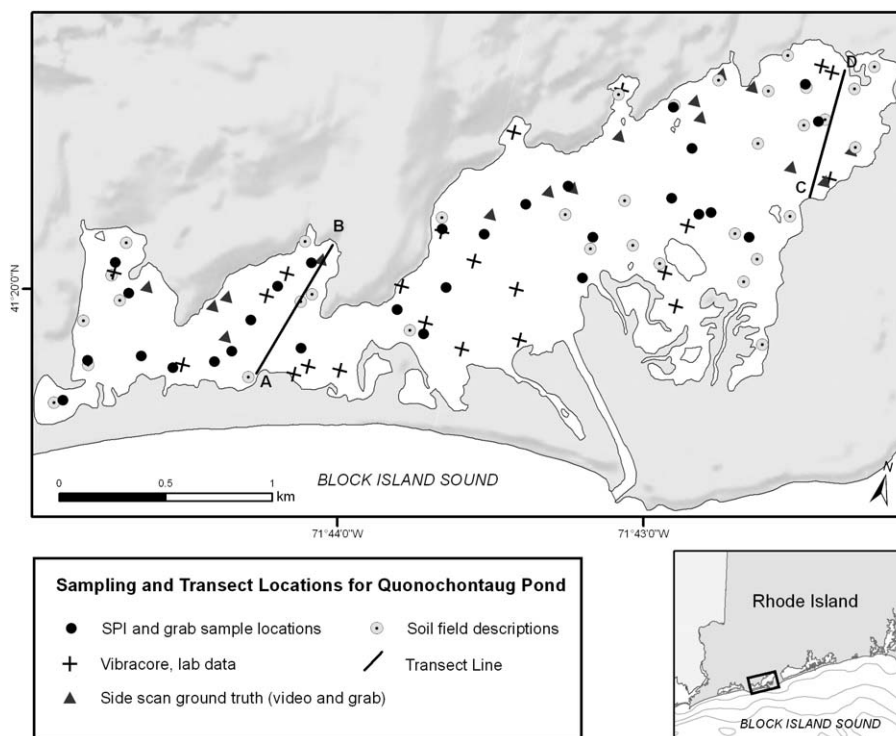 D
C
B
41°20'0"N
A
N
BLOCK ISLAND SOUND
0 0.5 1
km
71°44'0"W 71°43'0"W
Sampling and Transect Locations for Quonochontaug Pond
SPI and grab sample locations
Soil field descriptions
Vibracore, lab data
Transect Line
Side scan ground truth (video and grab)
Rhode Island
BLOCK ISLAND SOUND